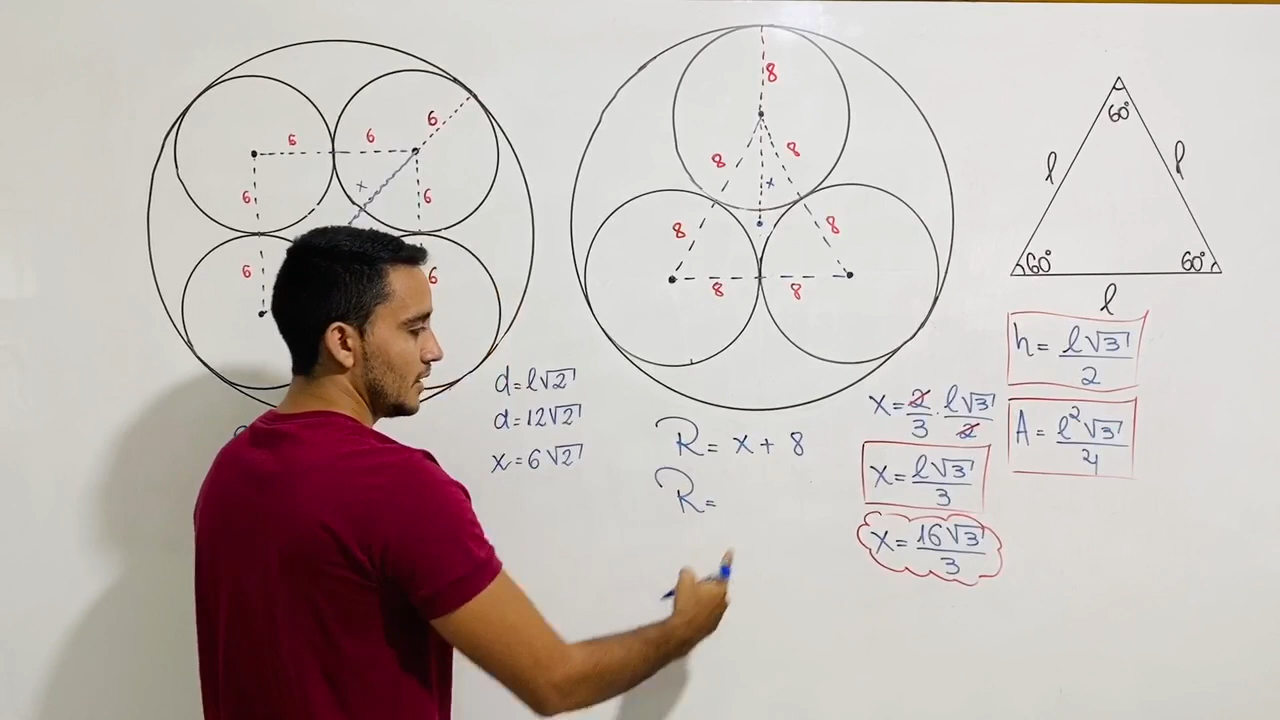 6 6 6
x
6 6
6 6
d=l√2
d=12√2
x=6√2
8
8 8
x
8 8
8 8
R=x+8
R=
x=2/3·l√3/2
x=l√3/3
x=16√3/3
60°
l l
60° 60°
l
h=l√3/2
A=l²√3/4